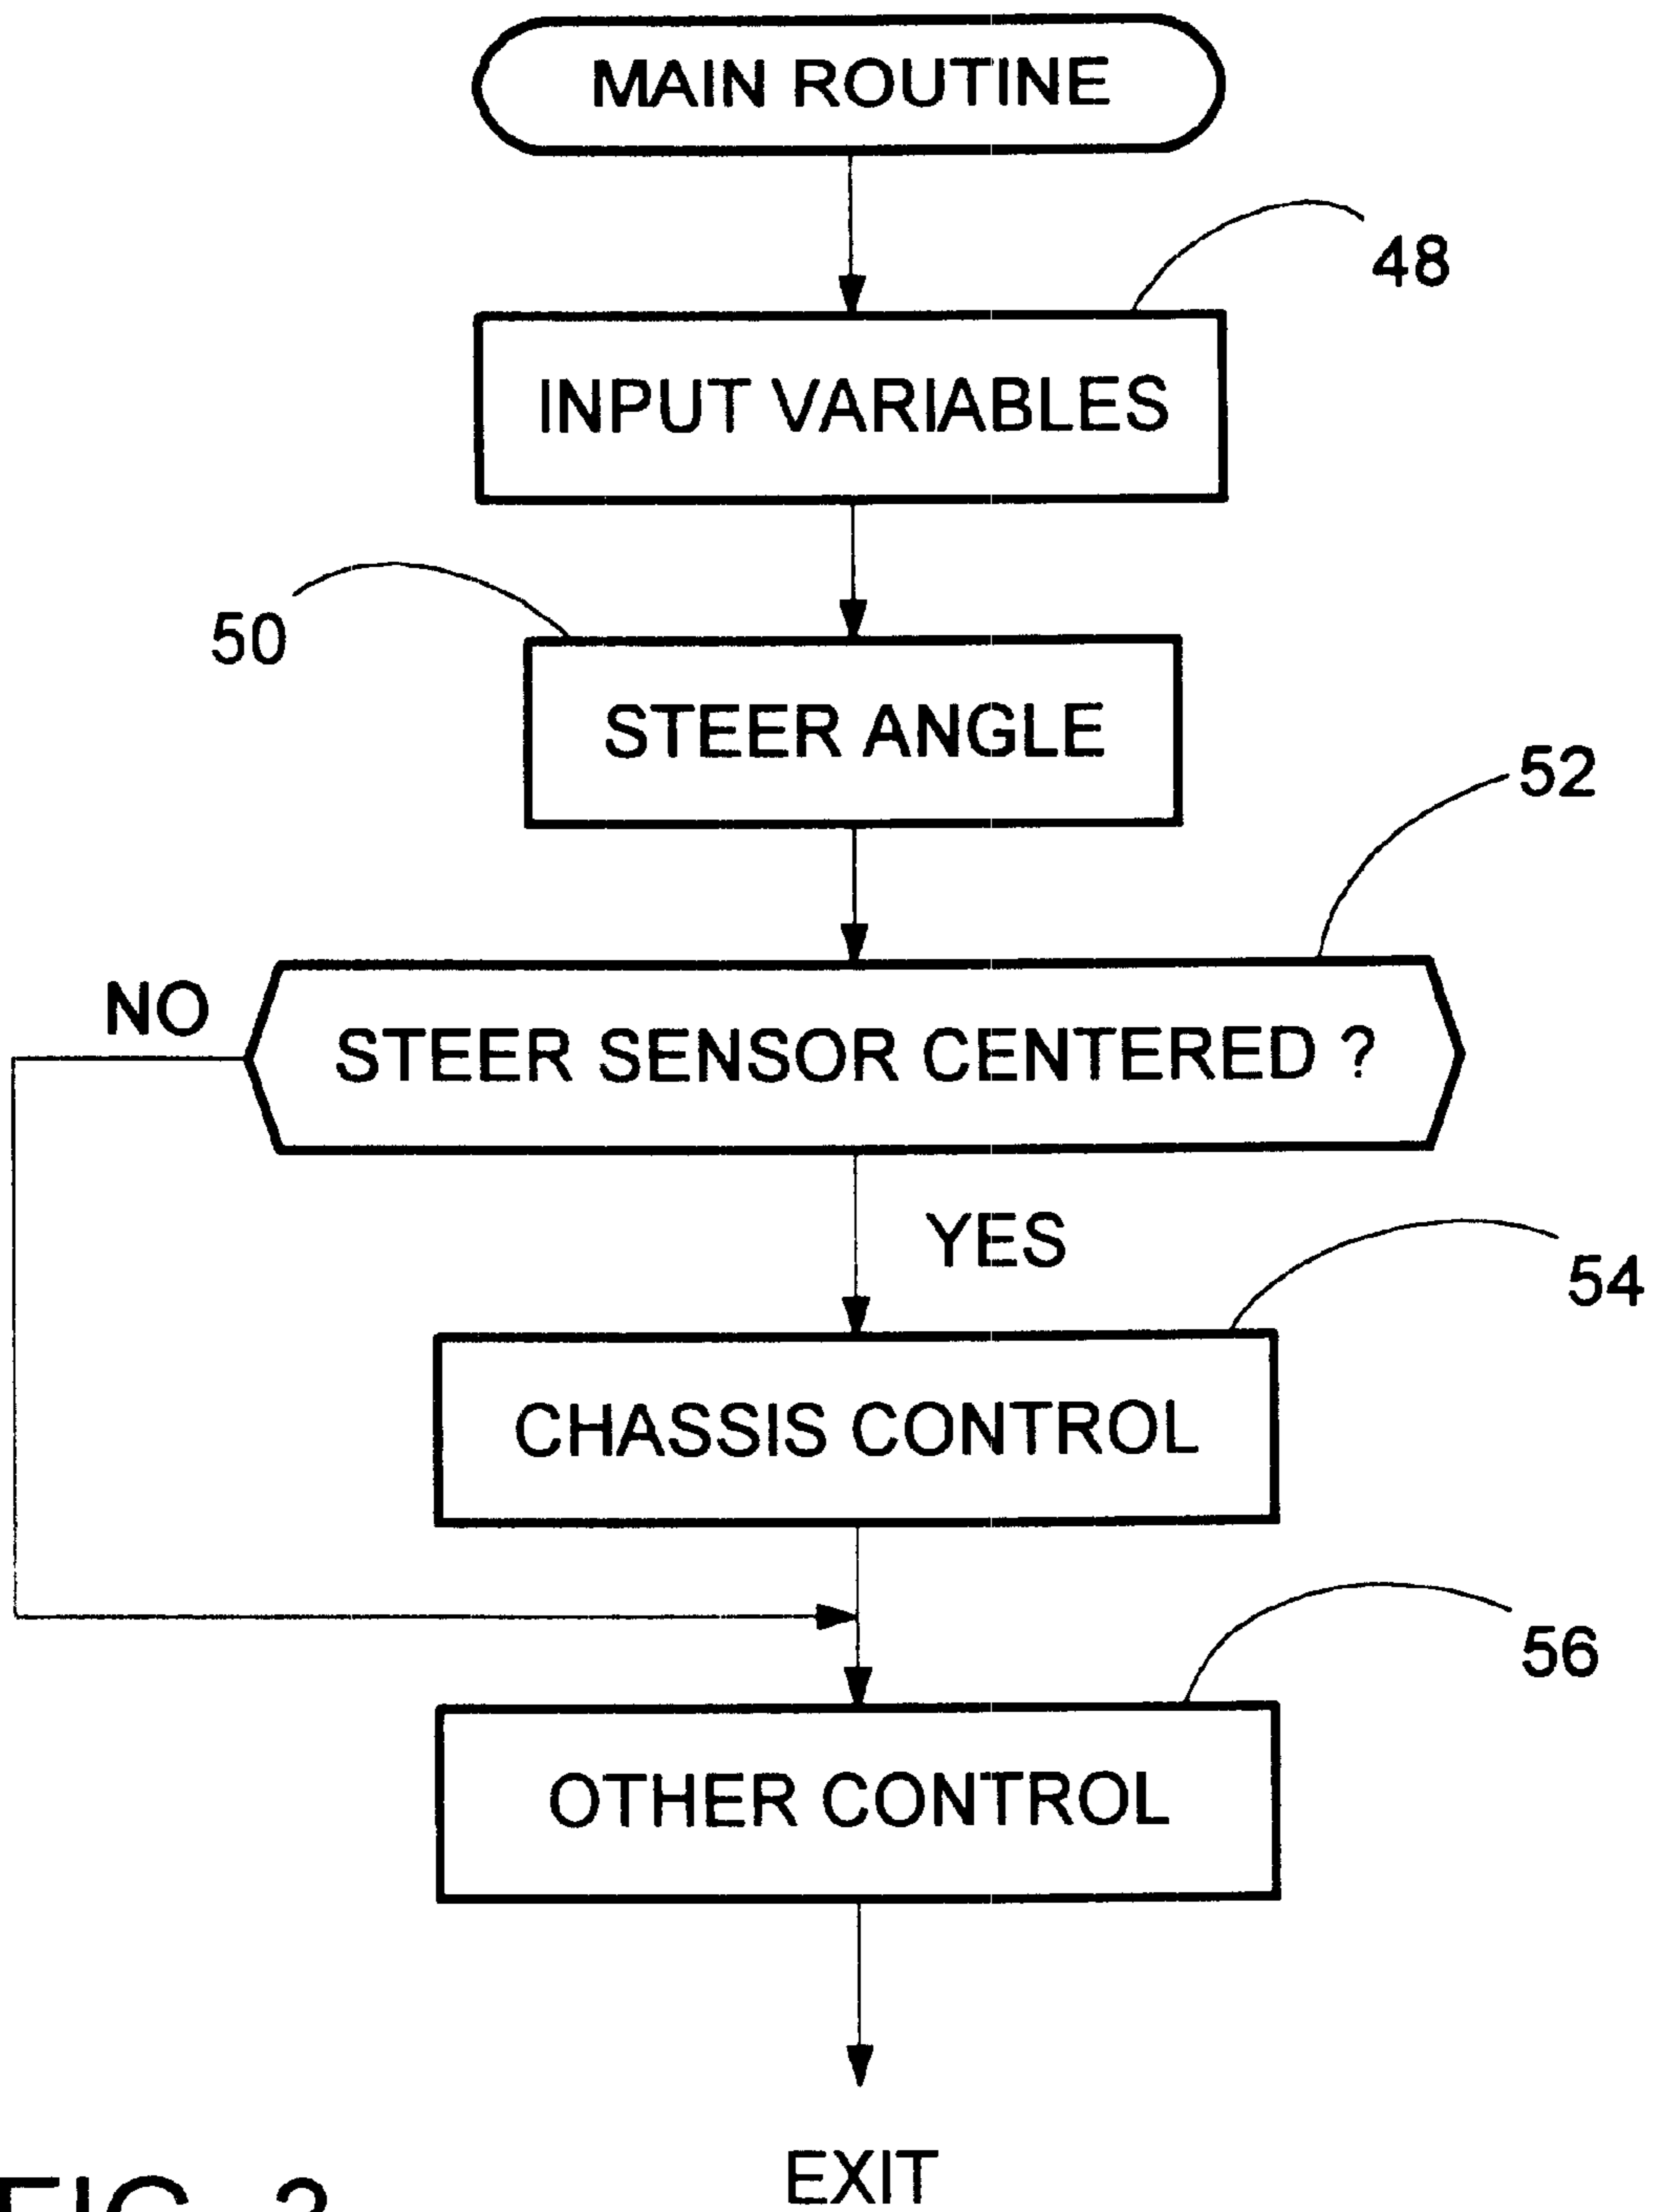 MAIN ROUTINE
48
INPUT VARIABLES
50
STEER ANGLE
52
NO
STEER SENSOR CENTERED ?
YES
54
CHASSIS CONTROL
56
OTHER CONTROL
EXIT
FIG.